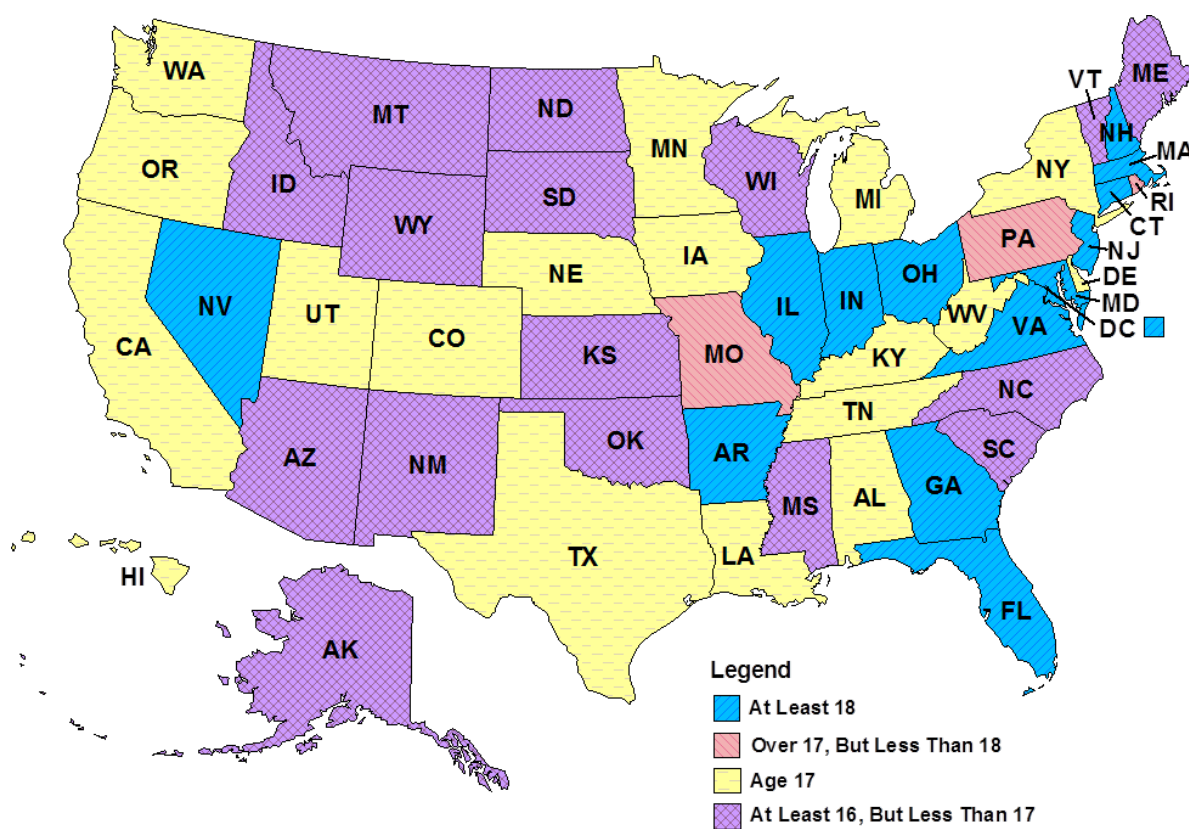 WA
MT
ND
MN
VT
ME
NH
MA
OR
ID
SD
WI
MI
NY
RI
WY
CT
PA
NJ
IA
NE
OH
DE
NV
UT
IL
IN
MD
WV
DC
CA
CO
VA
KS
MO
KY
NC
TN
OK
AR
SC
AZ
NM
GA
MS
AL
TX
LA
HI
FL
AK
Legend
At Least 18
Over 17, But Less Than 18
Age 17
At Least 16, But Less Than 17